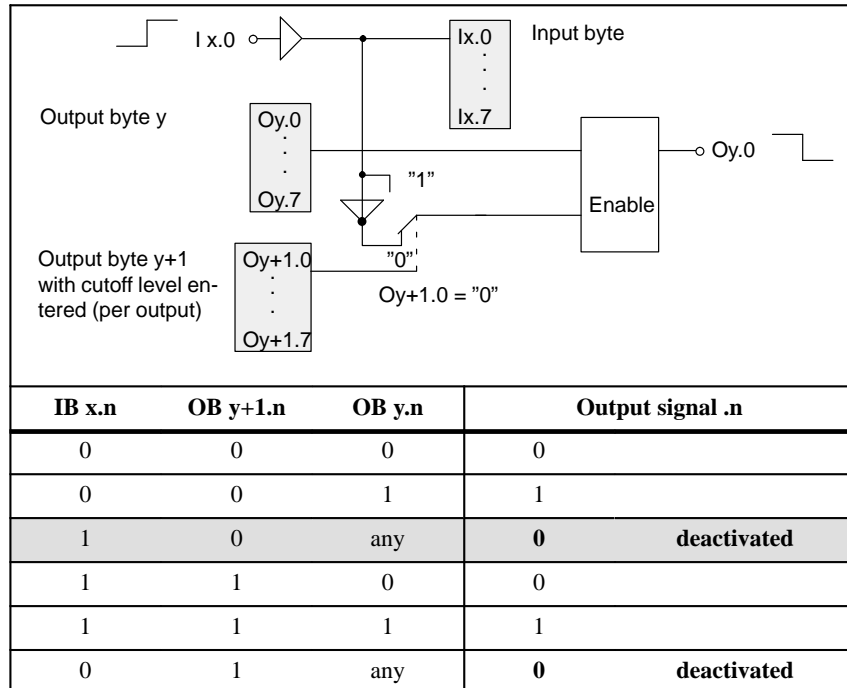 I x.0
Ix.0
Input byte
.
.
.
Ix.7
Output byte y
Oy.0
.
.
.
Oy.7
Oy.0
”1”
Enable
Output byte y+1
with cutoff level en-
tered (per output)
Oy+1.0
.
.
.
Oy+1.7
”0”
Oy+1.0 = ”0”
IB x.n OB y+1.n OB y.n Output signal .n
0 0 0 0
0 0 1 1
1 0 any 0 deactivated
1 1 0 0
1 1 1 1
0 1 any 0 deactivated